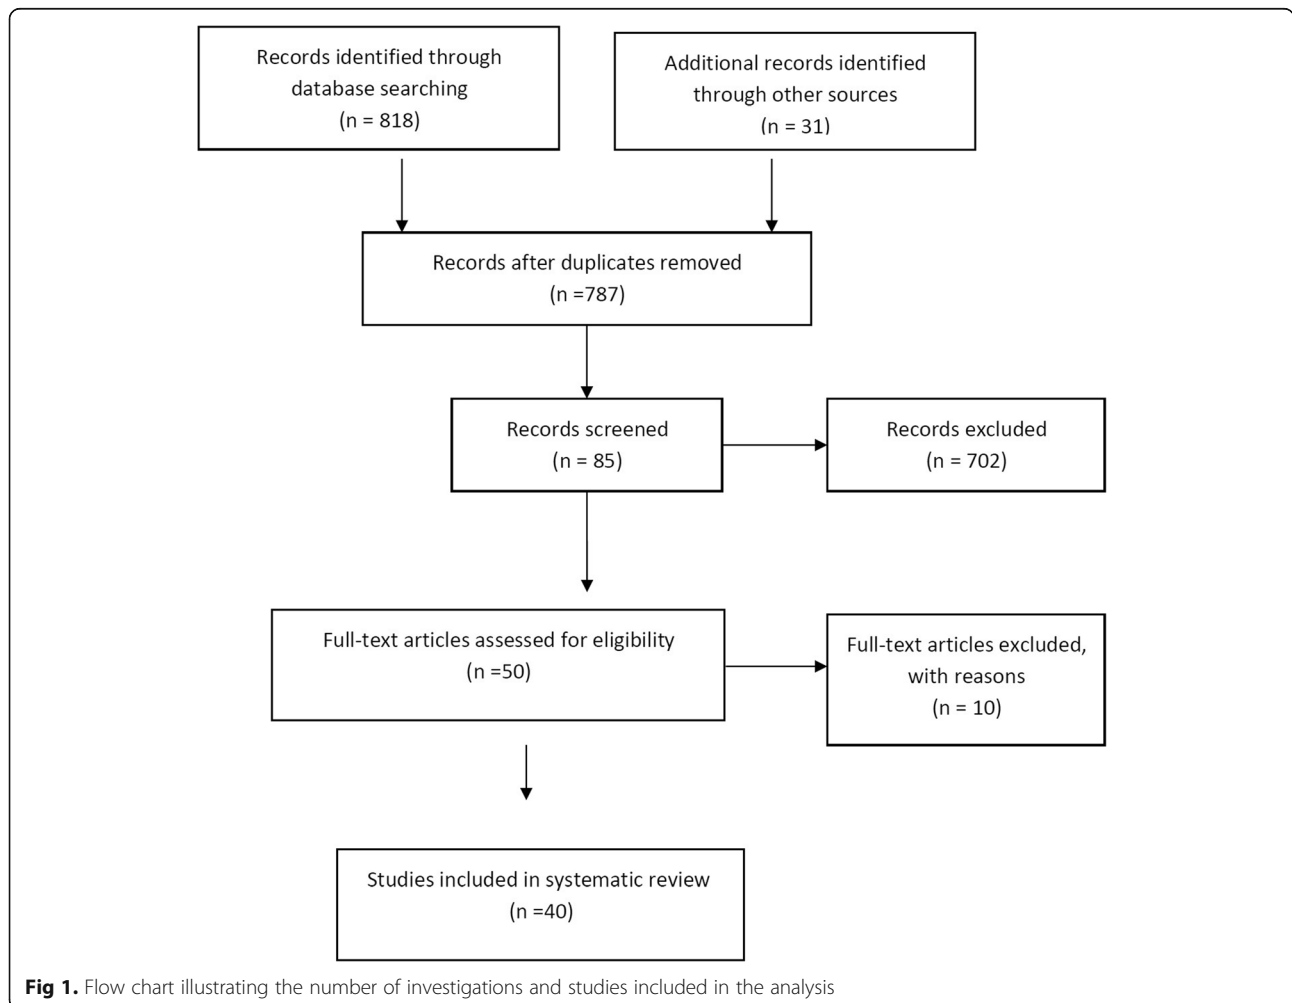 Records identified through
database searching
(n = 818)
Additional records identified
through other sources
(n = 31)
Records after duplicates removed
(n =787)
Records screened
(n = 85)
Records excluded
(n = 702)
Full-text articles assessed for eligibility
(n =50)
Full-text articles excluded,
with reasons
(n = 10)
Studies included in systematic review
(n =40)
Fig 1. Flow chart illustrating the number of investigations and studies included in the analysis